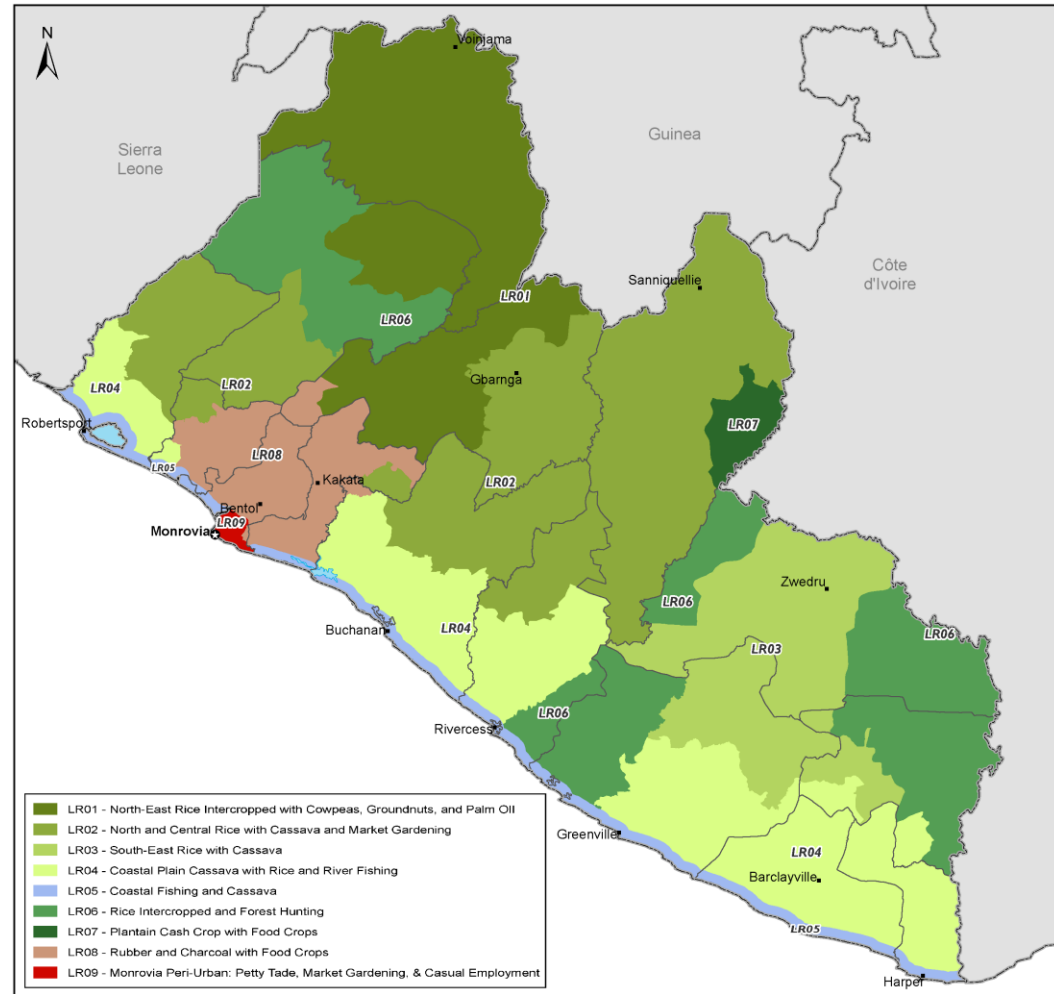 N
Voinjama
Guinea
Sierra
Leone
Sanniquellie
Côte
d'Ivoire
LR01
LR06
Gbarnga
LR04
LR02
Robertsport
LR07
LR08
LR05
Kakata
LR02
Bentol
LR09
Monrovia
Zwedru
LR06
LR06
Buchanan
LR04
LR03
LR06
Rivercess
Greenville
LR04
Barclayville
LR05
Harper
LR01 - North-East Rice Intercropped with Cowpeas, Groundnuts, and Palm OIl
LR02 - North and Central Rice with Cassava and Market Gardening
LR03 - South-East Rice with Cassava
LR04 - Coastal Plain Cassava with Rice and River Fishing
LR05 - Coastal Fishing and Cassava
LR06 - Rice Intercropped and Forest Hunting
LR07 - Plantain Cash Crop with Food Crops
LR08 - Rubber and Charcoal with Food Crops
LR09 - Monrovia Peri-Urban: Petty Tade, Market Gardening, & Casual Employment